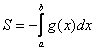 S = -∫_a^b g(x)dx